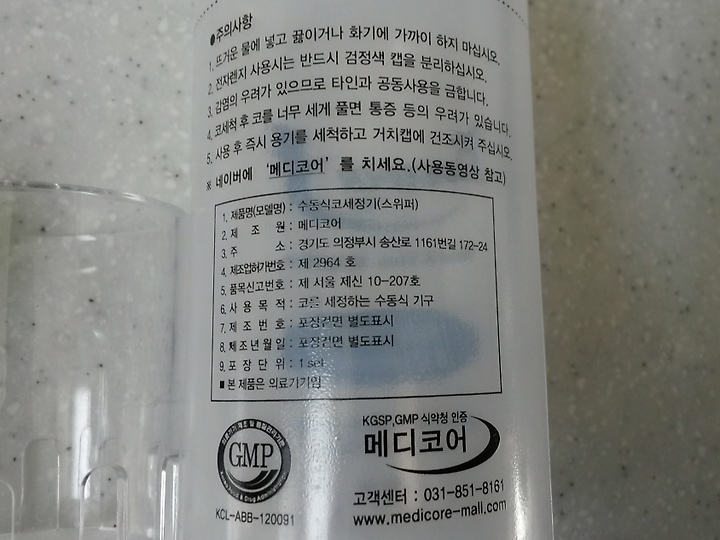 ●주의사항
1. 뜨거운 물에 넣고 끓이거나 화기에 가까이 하지 마십시오.
2. 전자렌지 사용시는 반드시 검정색 캡을 분리하십시오.
3. 감염의 우려가 있으므로 타인과 공동사용을 금합니다.
4. 코세척 후 코를 너무 세게 풀면 통증 등의 우려가 있습니다.
5. 사용 후 즉시 용기를 세척하고 거치캡에 건조시켜 주십시오.
※ 네이버에 '메디코어' 를 치세요.(사용동영상 참고)
1. 제품명(모델명) : 수동식코세정기(스위퍼)
2. 제 조 원 : 메디코어
3. 주 소 : 경기도 의정부시 송산로 1161번길 172-24
4. 제조업허가번호 : 제 2964 호
5. 품목신고번호 : 제 서울 제신 10-207호
6. 사 용 목 적 : 코를 세정하는 수동식 기구
7. 제 조 번 호 : 포장겉면 별도표시
8. 제조년월일 : 포장겉면 별도표시
9. 포 장 단 위 : 1 set
■ 본 제품은 의료기기임
GMP
KCL-ABB-120091
KGSP,GMP 식약청 인증
메디코어
고객센터 : 031-851-8161
www.medicore-mall.com